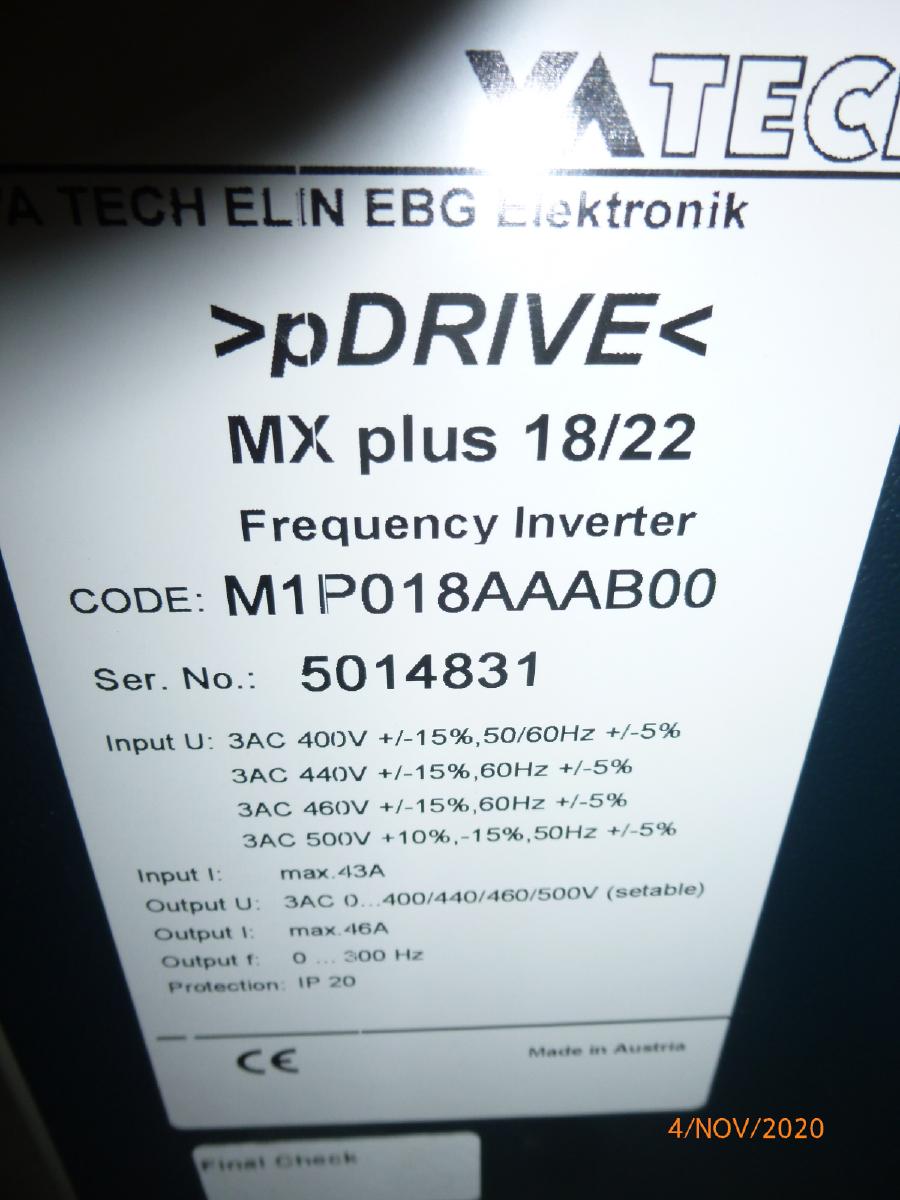 VA TECH
VA TECH ELIN EBG Elektronik
>pDRIVE<
MX plus 18/22
Frequency Inverter
CODE: M1P018AAAB00
Ser. No.: 5014831
Input U: 3AC 400V +/-15%,50/60Hz +/-5%
3AC 440V +/-15%,60Hz +/-5%
3AC 460V +/-15%,60Hz +/-5%
3AC 500V +10%,-15%,50Hz +/-5%
Input I: max.43A
Output U: 3AC 0...400/440/460/500V (setable)
Output I: max.46A
Output f: 0 ... 300 Hz
Protection: IP 20
CE
Made in Austria
4/NOV/2020
Final Check